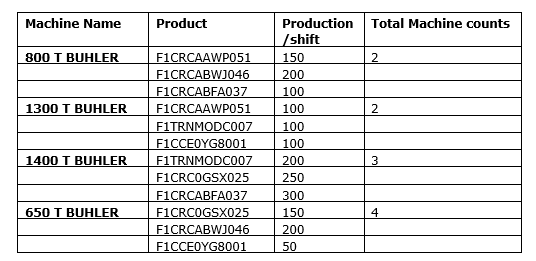 Machine Name Product Production /shift Total Machine counts
800 T BUHLER F1CRCAAWP051 150 2
F1CRCABWJ046 200
F1CRCABFA037 100
1300 T BUHLER F1CRCAAWP051 100 2
F1TRNMODC007 100
F1CCE0YG8001 100
1400 T BUHLER F1TRNMODC007 200 3
F1CRC0GSX025 250
F1CRCABFA037 300
650 T BUHLER F1CRC0GSX025 150 4
F1CRCABWJ046 200
F1CCE0YG8001 50